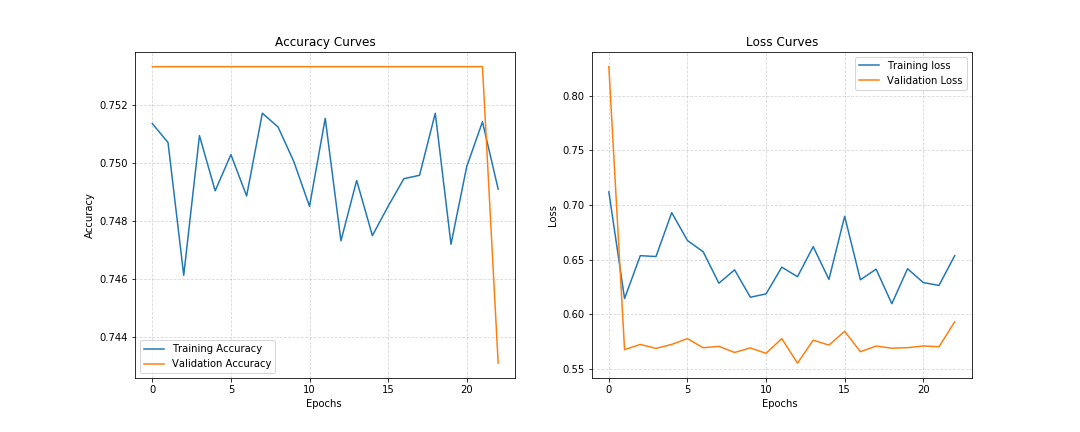 Accuracy Curves
0.752
0.750
0.748
0.746
0.744
Accuracy
Training Accuracy
Validation Accuracy
0 5 10 15 20
Epochs
Loss Curves
0.80
0.75
0.70
0.65
0.60
0.55
Loss
Training loss
Validation Loss
0 5 10 15 20
Epochs